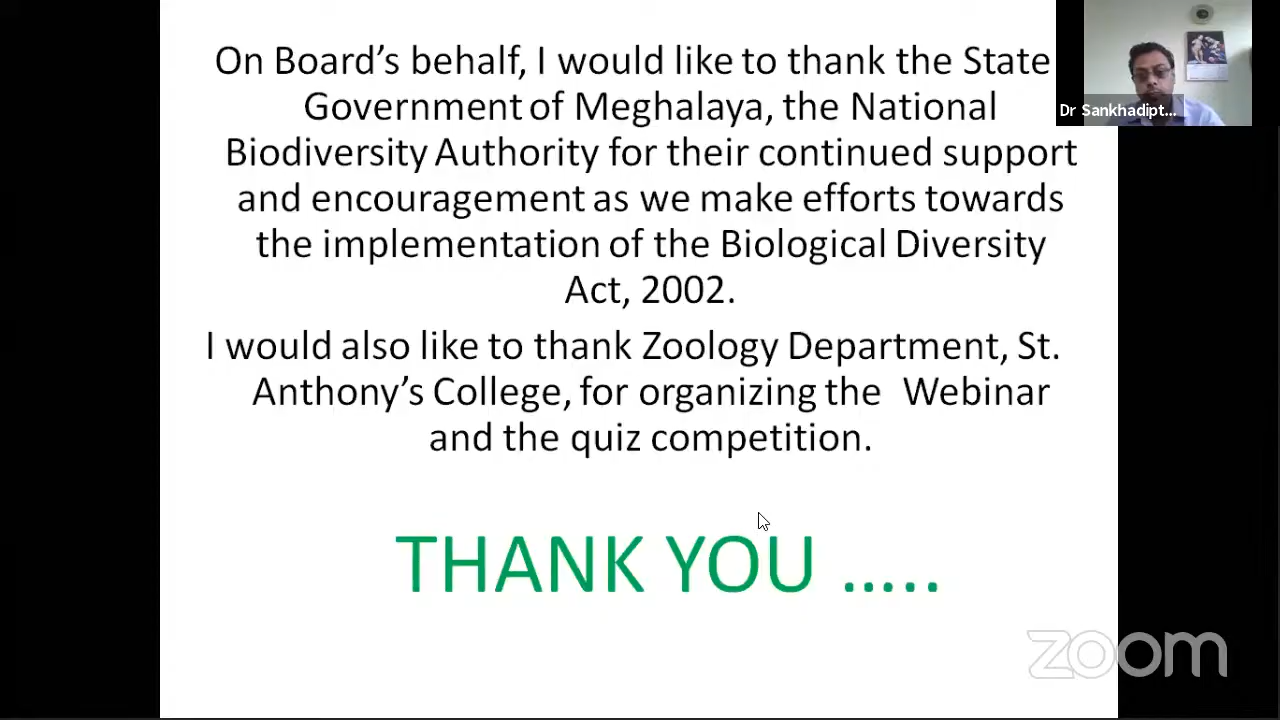 On Board's behalf, I would like to thank the State
Government of Meghalaya, the National
Biodiversity Authority for their continued support
and encouragement as we make efforts towards
the implementation of the Biological Diversity
Act, 2002.
I would also like to thank Zoology Department, St.
Anthony's College, for organizing the Webinar
and the quiz competition.
THANK YOU .....
Dr Sankhadipt...
zoom